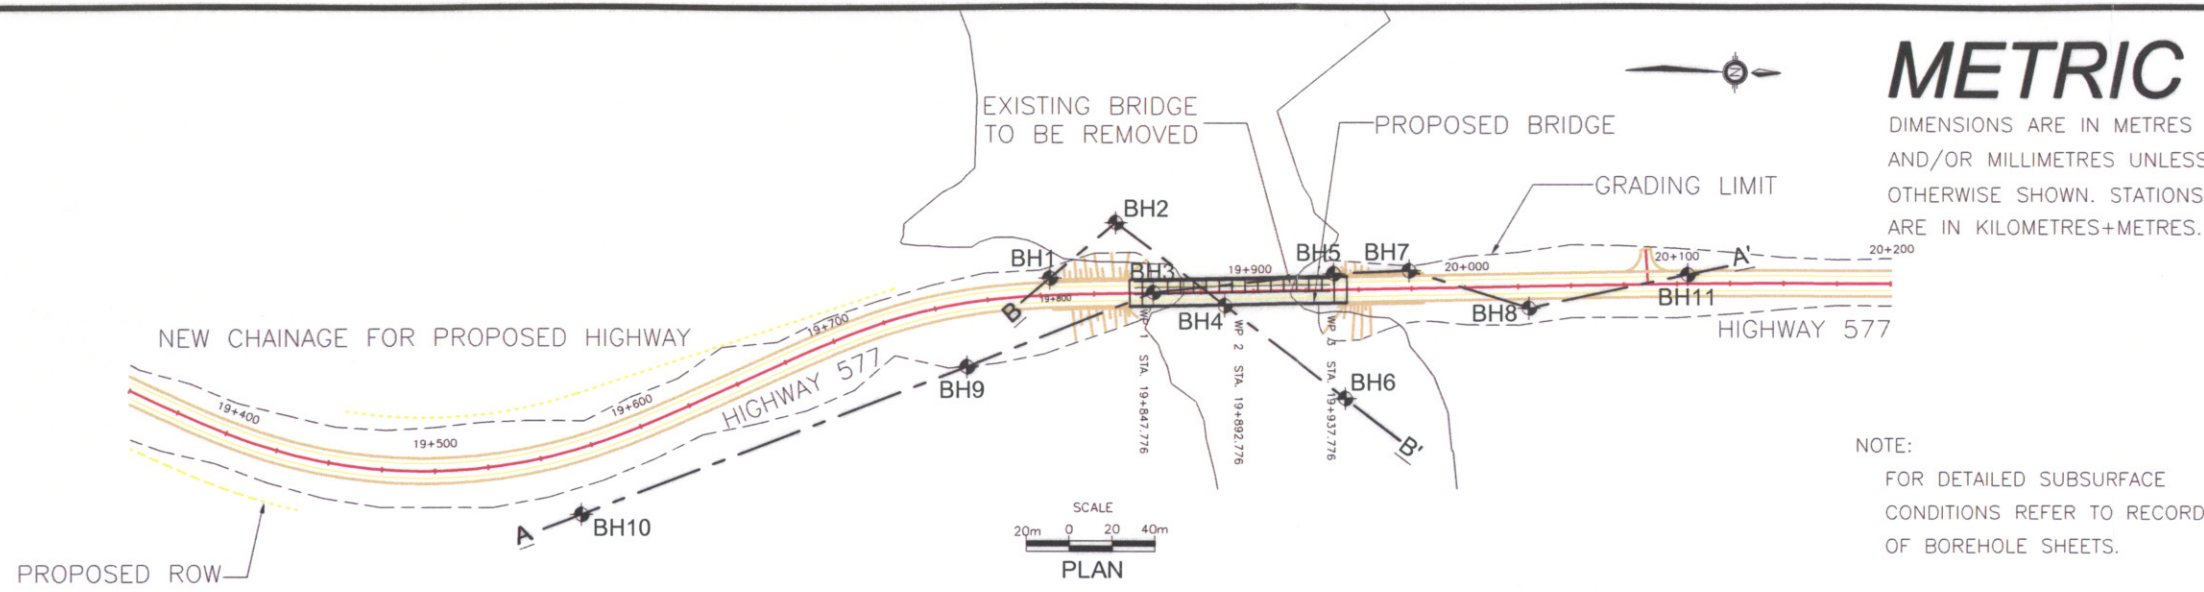 METRIC
DIMENSIONS ARE IN METRES
AND/OR MILLIMETRES UNLESS
OTHERWISE SHOWN. STATIONS
ARE IN KILOMETRES+METRES.
N
EXISTING BRIDGE
TO BE REMOVED
PROPOSED BRIDGE
GRADING LIMIT
BH2
BH1
BH3
BH5
BH7
19+900
20+000
20+100
20+200
A'
BH11
BH8
BH4
B
19+800
19+700
NEW CHAINAGE FOR PROPOSED HIGHWAY
HIGHWAY 577
HIGHWAY 577
BH9
BH6
B'
WP 1 STA. 19+847.776
WP 2 STA. 19+892.776
WP 3 STA. 19+937.776
19+400
19+500
19+600
A
BH10
PROPOSED ROW
SCALE
20m 0 20 40m
PLAN
NOTE:
FOR DETAILED SUBSURFACE
CONDITIONS REFER TO RECORD
OF BOREHOLE SHEETS.